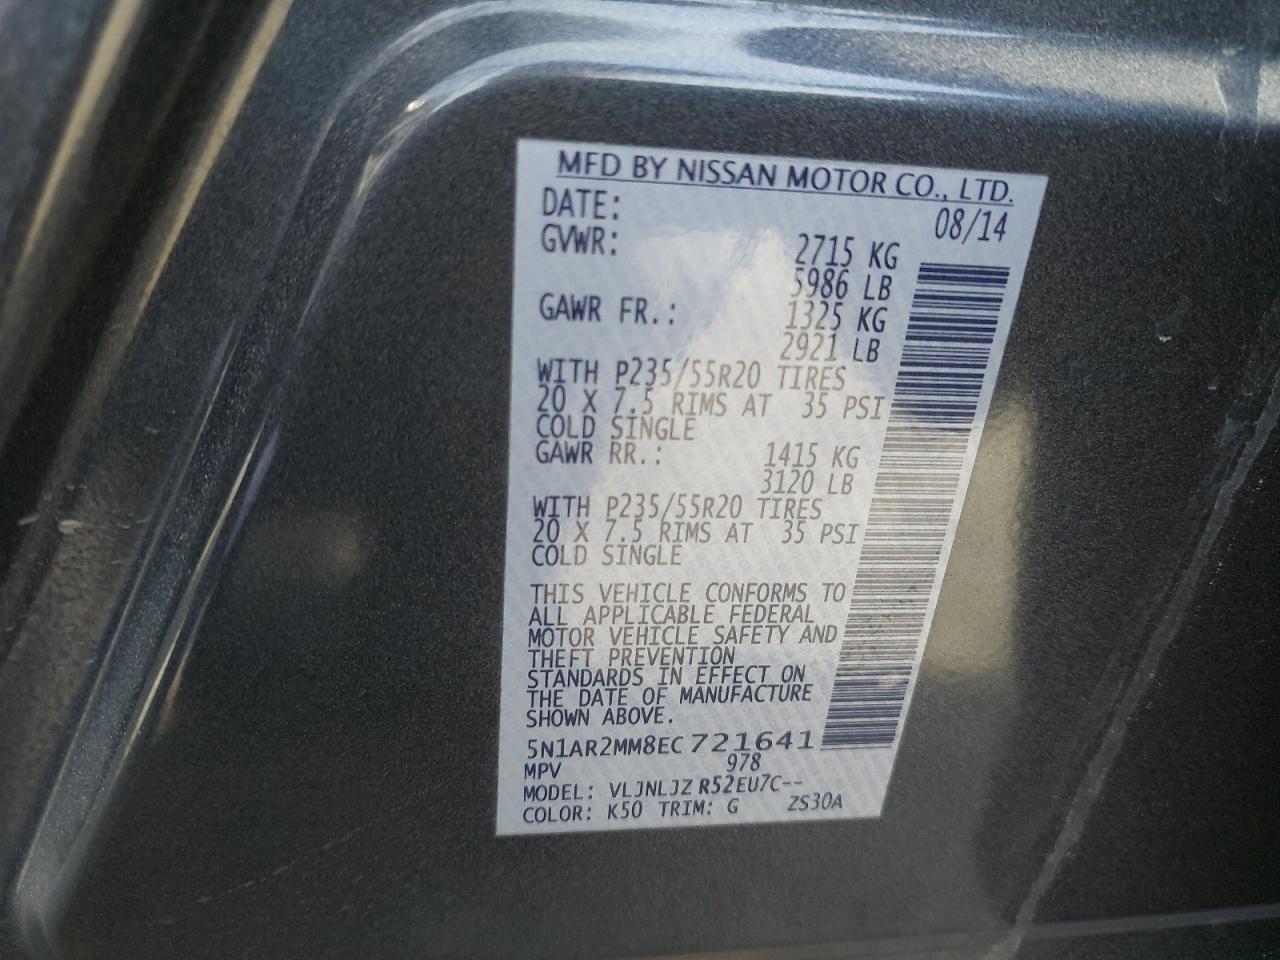 MFD BY NISSAN MOTOR CO., LTD.
DATE: 08/14
GVWR: 2715 KG
5986 LB
GAWR FR.: 1325 KG
2921 LB
WITH P235/55R20 TIRES
20 X 7.5 RIMS AT 35 PSI
COLD SINGLE
GAWR RR.: 1415 KG
3120 LB
WITH P235/55R20 TIRES
20 X 7.5 RIMS AT 35 PSI
COLD SINGLE
THIS VEHICLE CONFORMS TO
ALL APPLICABLE FEDERAL
MOTOR VEHICLE SAFETY AND
THEFT PREVENTION
STANDARDS IN EFFECT ON
THE DATE OF MANUFACTURE
SHOWN ABOVE.
5N1AR2MM8EC721641
MPV 978
MODEL: VLJNLJZ R52EU7C--
COLOR: K50 TRIM: G ZS30A